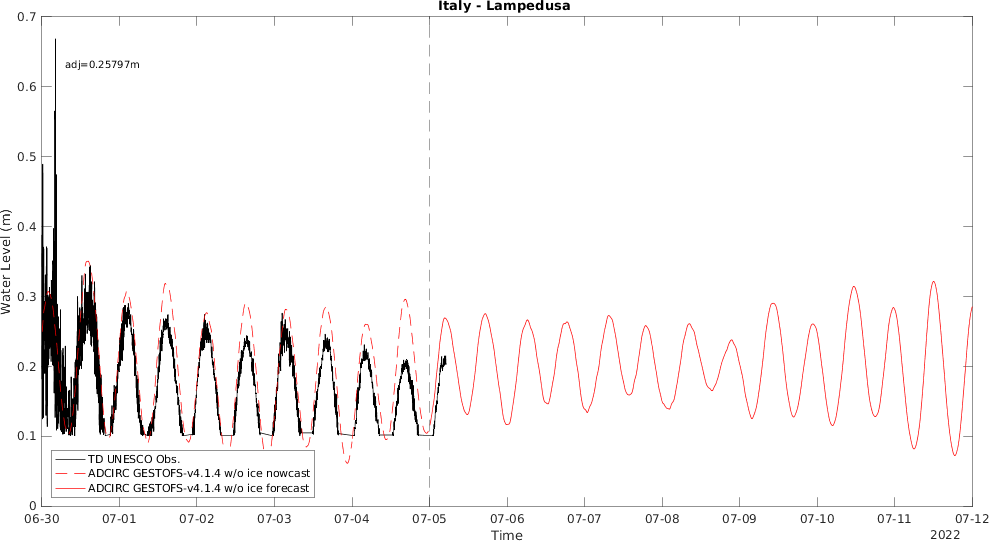 Italy - Lampedusa
0.7
adj=0.25797m
0.6
0.5
0.4
0.3
0.2
0.1
0
Water Level (m)
TD UNESCO Obs.
ADCIRC GESTOFS-v4.1.4 w/o ice nowcast
ADCIRC GESTOFS-v4.1.4 w/o ice forecast
06-30 07-01 07-02 07-03 07-04 07-05 07-06 07-07 07-08 07-09 07-10 07-11 07-12
Time
2022